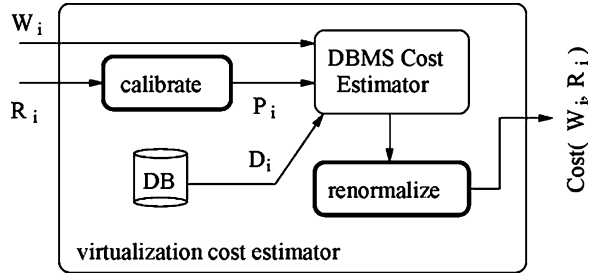 W i
R i
calibrate
P i
DBMS Cost
Estimator
DB
D i
renormalize
Cost( W i, R i )
virtualization cost estimator